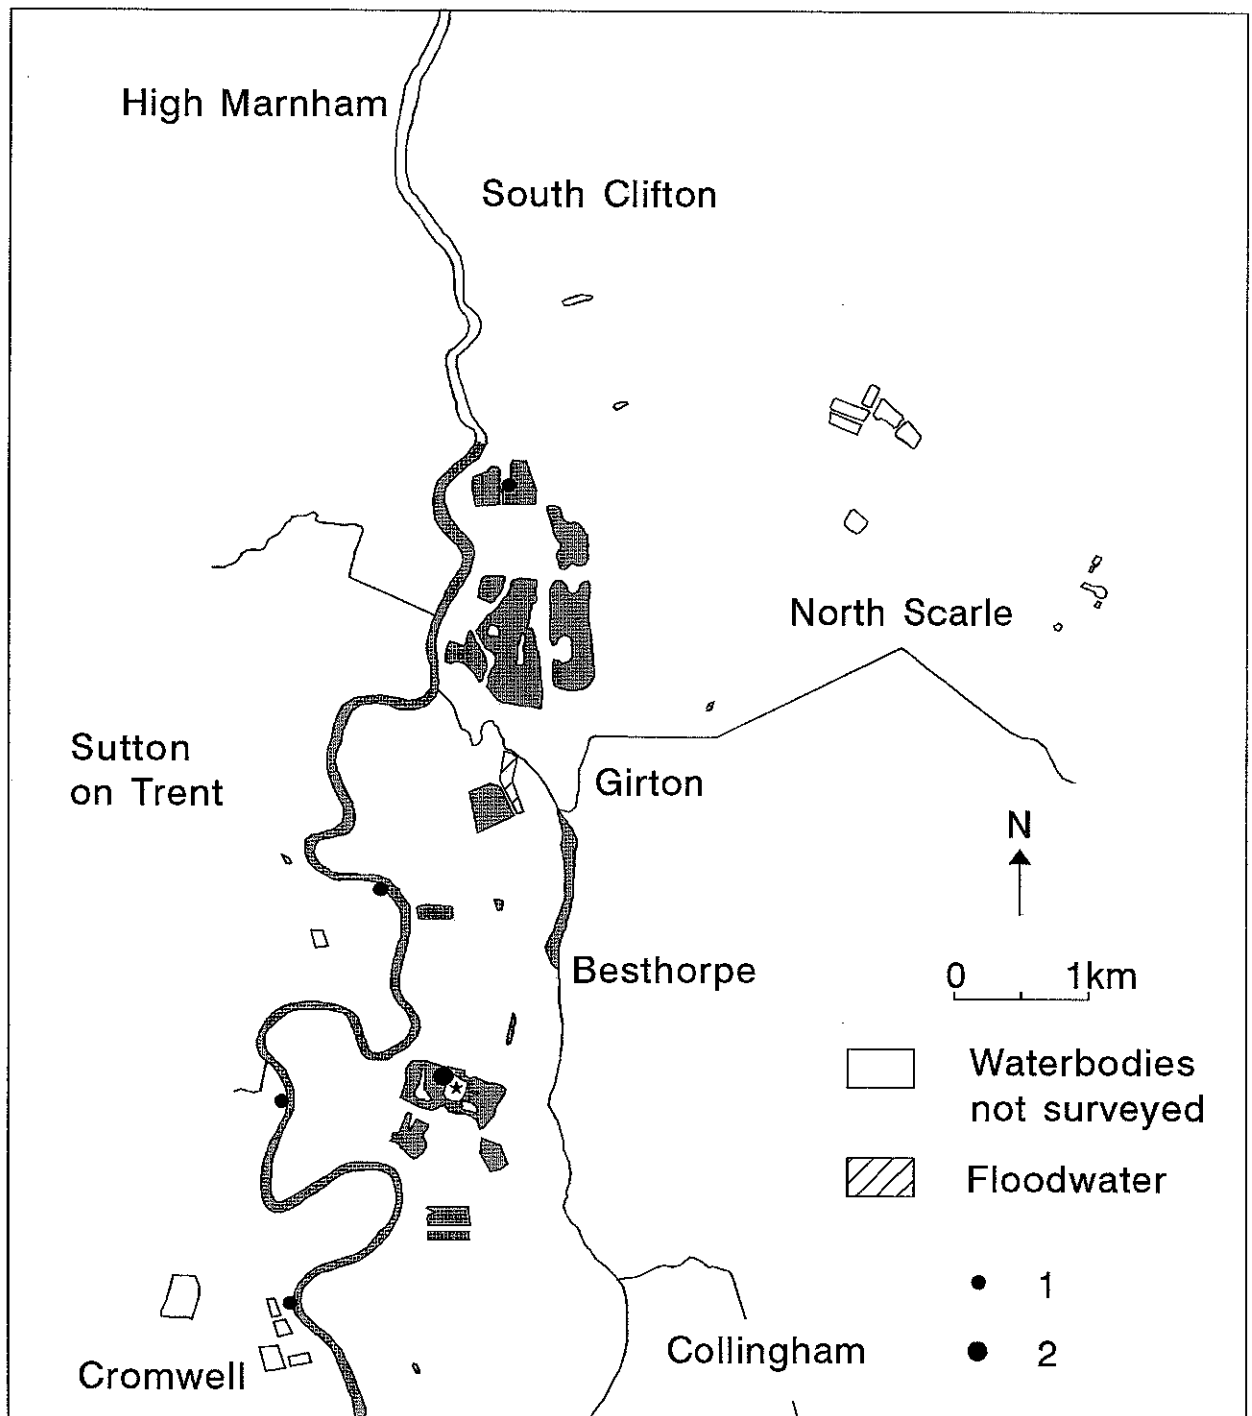 High Marnham
South Clifton
North Scarle
Sutton
on Trent
Girton
N
Besthorpe
0 1km
Waterbodies
not surveyed
Floodwater
1
Collingham
2
Cromwell